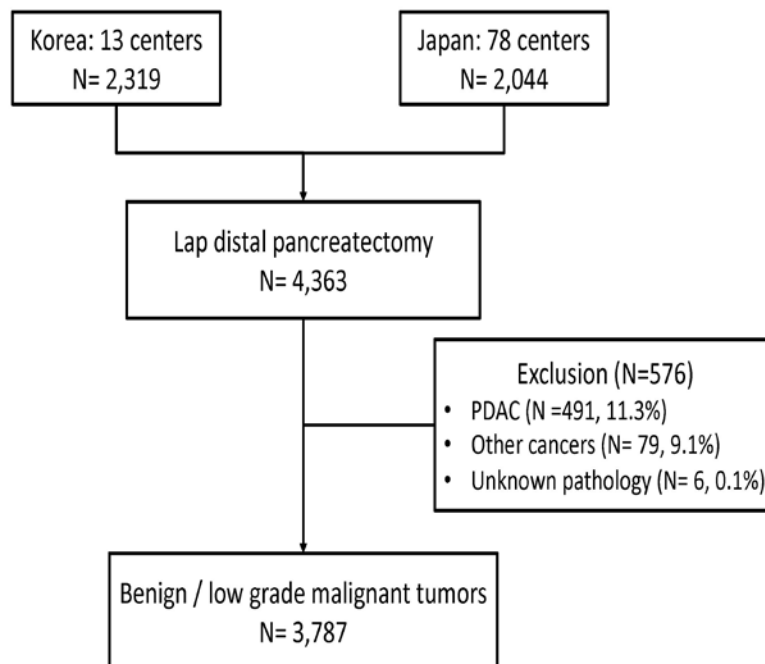 Korea: 13 centers
N= 2,319
Japan: 78 centers
N= 2,044
Lap distal pancreatectomy
N= 4,363
Exclusion (N=576)
• PDAC (N =491, 11.3%)
• Other cancers (N= 79, 9.1%)
• Unknown pathology (N= 6, 0.1%)
Benign / low grade malignant tumors
N= 3,787